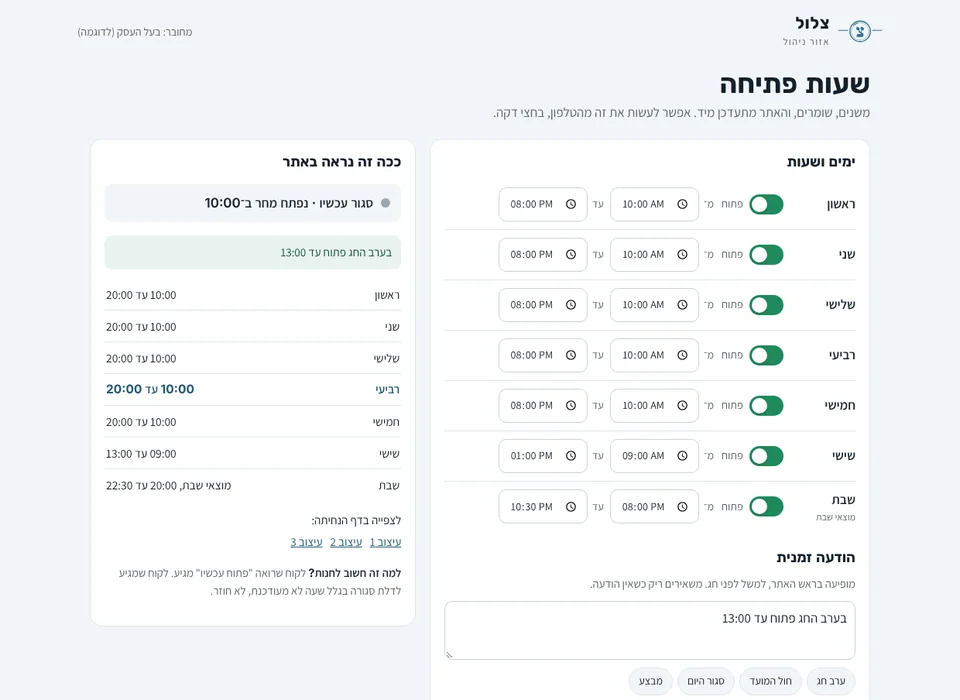 צ
צלול
אזור ניהול
מחובר: בעל העסק (לדוגמה)
שעות פתיחה
משנים, שומרים, והאתר מתעדכן מיד. אפשר לעשות את זה מהטלפון, בחצי דקה.
ימים ושעות
ראשון פתוח מ־ 10:00 AM עד 08:00 PM
שני פתוח מ־ 10:00 AM עד 08:00 PM
שלישי פתוח מ־ 10:00 AM עד 08:00 PM
רביעי פתוח מ־ 10:00 AM עד 08:00 PM
חמישי פתוח מ־ 10:00 AM עד 08:00 PM
שישי פתוח מ־ 09:00 AM עד 01:00 PM
שבת פתוח מ־ 08:00 PM עד 10:30 PM
מוצאי שבת
הודעה זמנית
מופיעה בראש האתר, למשל לפני חג. משאירים ריק כשאין הודעה.
בערב החג פתוח עד 13:00
ערב חג חול המועד סגור היום מבצע
ככה זה נראה באתר
סגור עכשיו · נפתח מחר ב־10:00
בערב החג פתוח עד 13:00
ראשון 10:00 עד 20:00
שני 10:00 עד 20:00
שלישי 10:00 עד 20:00
רביעי 10:00 עד 20:00
חמישי 10:00 עד 20:00
שישי 09:00 עד 13:00
שבת מוצאי שבת, 20:00 עד 22:30
לצפייה בדף הנחיתה:
עיצוב 1 עיצוב 2 עיצוב 3
למה זה חשוב לחנות? לקוח שרואה "פתוח עכשיו" מגיע. לקוח שמגיע
לדלת סגורה בגלל שעה לא מעודכנת, לא חוזר.